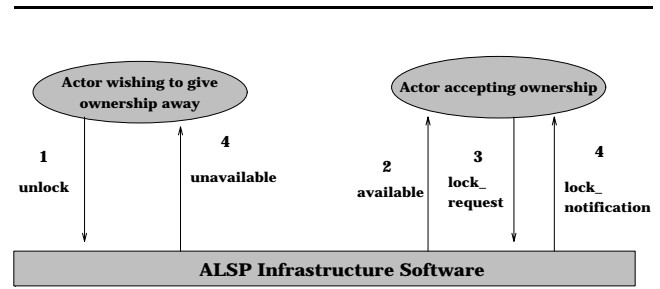 Actor wishing to give
ownership away
Actor accepting ownership
1
unlock
4
unavailable
2
available
3
lock_
request
4
lock_
notification
ALSP Infrastructure Software